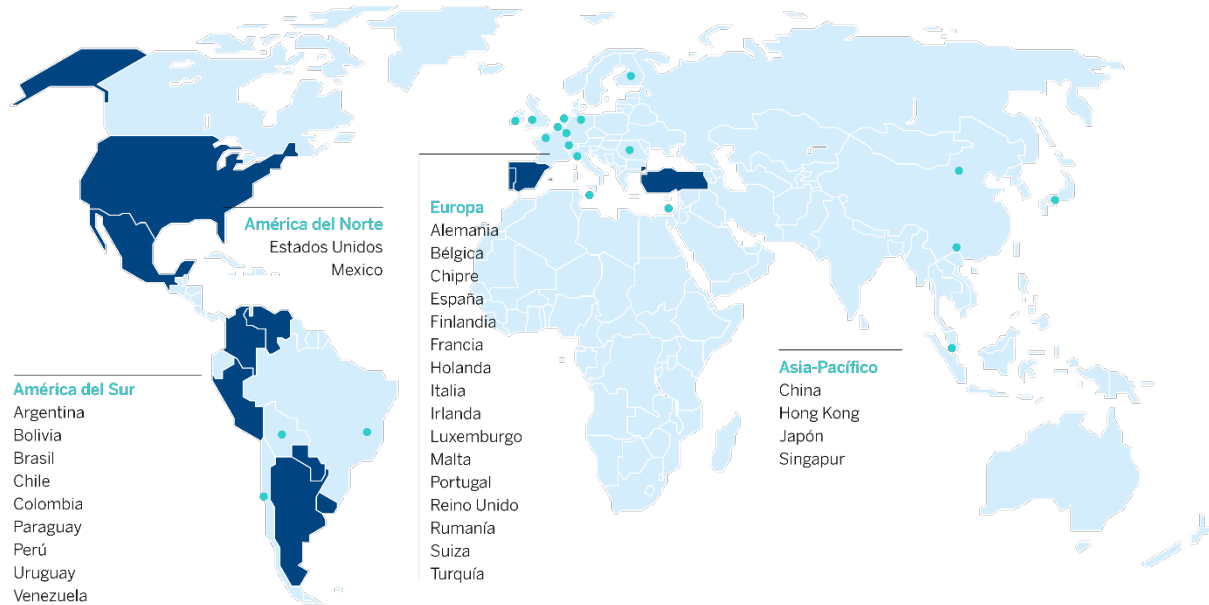 América del Norte
Estados Unidos
Mexico
América del Sur
Argentina
Bolivia
Brasil
Chile
Colombia
Paraguay
Perú
Uruguay
Venezuela
Europa
Alemania
Bélgica
Chipre
España
Finlandia
Francia
Holanda
Italia
Irlanda
Luxemburgo
Malta
Portugal
Reino Unido
Rumanía
Suiza
Turquía
Asia-Pacífico
China
Hong Kong
Japón
Singapur